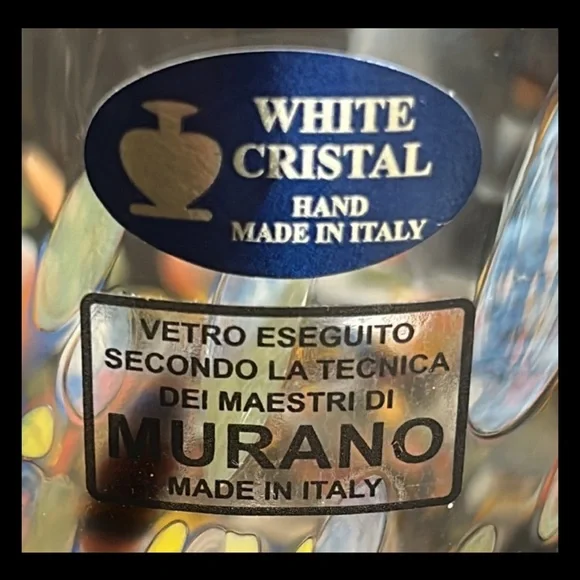 WHITE
CRISTAL
HAND
MADE IN ITALY
VETRO ESEGUITO
SECONDO LA TECNICA
DEI MAESTRI DI
MURANO
MADE IN ITALY